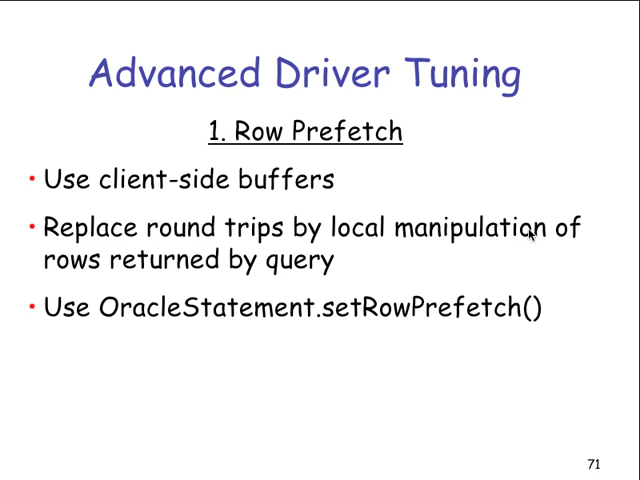 Advanced Driver Tuning
1. Row Prefetch
• Use client-side buffers
• Replace round trips by local manipulation of
rows returned by query
• Use OracleStatement.setRowPrefetch()
71